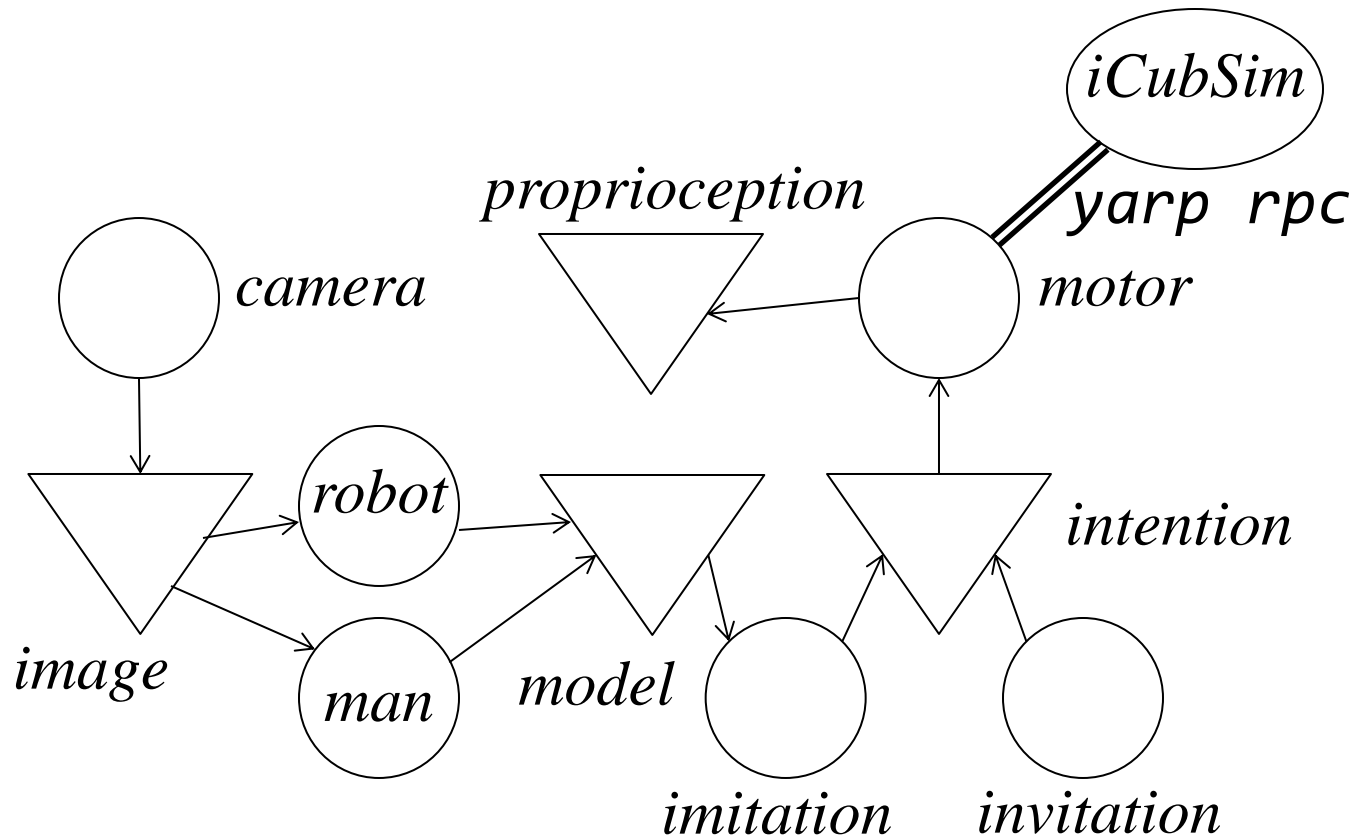 iCubSim
proprioception
yarp rpc
camera
motor
robot
intention
image
man
model
imitation
invitation